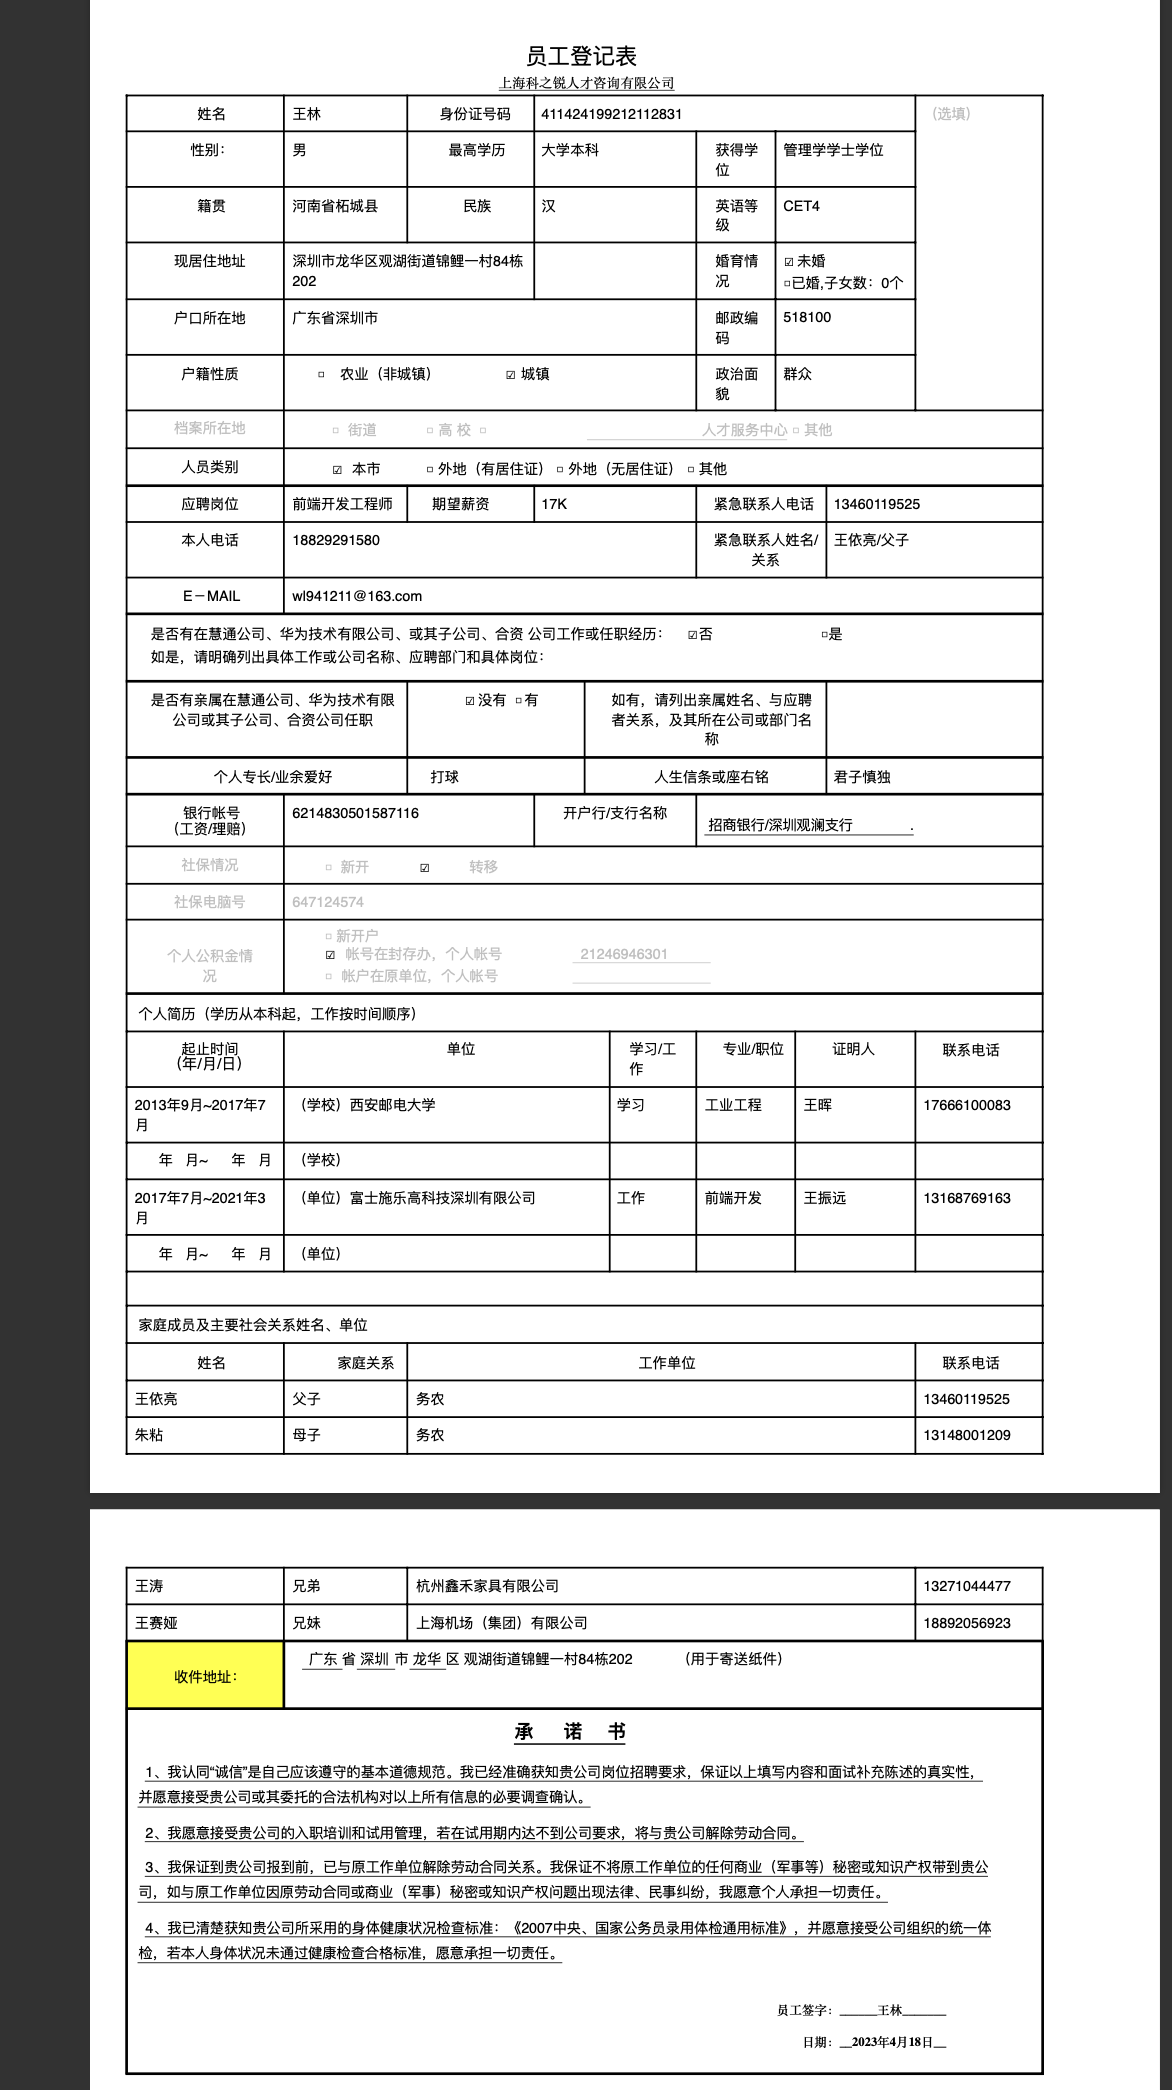 员工登记表
上海科之锐人才咨询有限公司
姓名 王林 身份证号码 411424199212112831 （选填）
性别： 男 最高学历 大学本科 获得学位 管理学学士学位
籍贯 河南省柘城县 民族 汉 英语等级 CET4
现居住地址 深圳市龙华区观湖街道锦鲤一村84栋202 婚育情况 ☑ 未婚
□已婚,子女数：0个
户口所在地 广东省深圳市 邮政编码 518100
户籍性质 □ 农业（非城镇） ☑ 城镇 政治面貌 群众
档案所在地 □ 街道 □ 高 校 □ 人才服务中心 □ 其他
人员类别 ☑ 本市 □ 外地（有居住证） □ 外地（无居住证） □ 其他
应聘岗位 前端开发工程师 期望薪资 17K 紧急联系人电话 13460119525
本人电话 18829291580 紧急联系人姓名/关系 王依亮/父子
E－MAIL wl941211@163.com
是否有在慧通公司、华为技术有限公司、或其子公司、合资 公司工作或任职经历： ☑否 □是
如是，请明确列出具体工作或公司名称、应聘部门和具体岗位：
是否有亲属在慧通公司、华为技术有限公司或其子公司、合资公司任职 ☑ 没有 □ 有 如有，请列出亲属姓名、与应聘者关系，及其所在公司或部门名称
个人专长/业余爱好 打球 人生信条或座右铭 君子慎独
银行帐号
（工资/理赔） 6214830501587116 开户行/支行名称 招商银行/深圳观澜支行 .
社保情况 □ 新开 ☑ 转移
社保电脑号 647124574
个人公积金情况 □ 新开户
☑ 帐号在封存办，个人帐号 21246946301
□ 帐户在原单位，个人帐号
个人简历（学历从本科起，工作按时间顺序）
起止时间
（年/月/日） 单位 学习/工作 专业/职位 证明人 联系电话
2013年9月~2017年7月 （学校）西安邮电大学 学习 工业工程 王晖 17666100083
年 月~ 年 月 （学校）
2017年7月~2021年3月 （单位）富士施乐高科技深圳有限公司 工作 前端开发 王振远 13168769163
年 月~ 年 月 （单位）
家庭成员及主要社会关系姓名、单位
姓名 家庭关系 工作单位 联系电话
王依亮 父子 务农 13460119525
朱粘 母子 务农 13148001209
王涛 兄弟 杭州鑫禾家具有限公司 13271044477
王赛娅 兄妹 上海机场（集团）有限公司 18892056923
收件地址： 广东 省 深圳 市 龙华 区 观湖街道锦鲤一村84栋202 （用于寄送纸件）
承 诺 书
1、我认同“诚信”是自己应该遵守的基本道德规范。我已经准确获知贵公司岗位招聘要求，保证以上填写内容和面试补充陈述的真实性，
并愿意接受贵公司或其委托的合法机构对以上所有信息的必要调查确认。
2、我愿意接受贵公司的入职培训和试用管理，若在试用期内达不到公司要求，将与贵公司解除劳动合同。
3、我保证到贵公司报到前，已与原工作单位解除劳动合同关系。我保证不将原工作单位的任何商业（军事等）秘密或知识产权带到贵公
司，如与原工作单位因原劳动合同或商业（军事）秘密或知识产权问题出现法律、民事纠纷，我愿意个人承担一切责任。
4、我已清楚获知贵公司所采用的身体健康状况检查标准：《2007中央、国家公务员录用体检通用标准》，并愿意接受公司组织的统一体
检，若本人身体状况未通过健康检查合格标准，愿意承担一切责任。
员工签字：______王林_______
日期：__2023年4月18日__